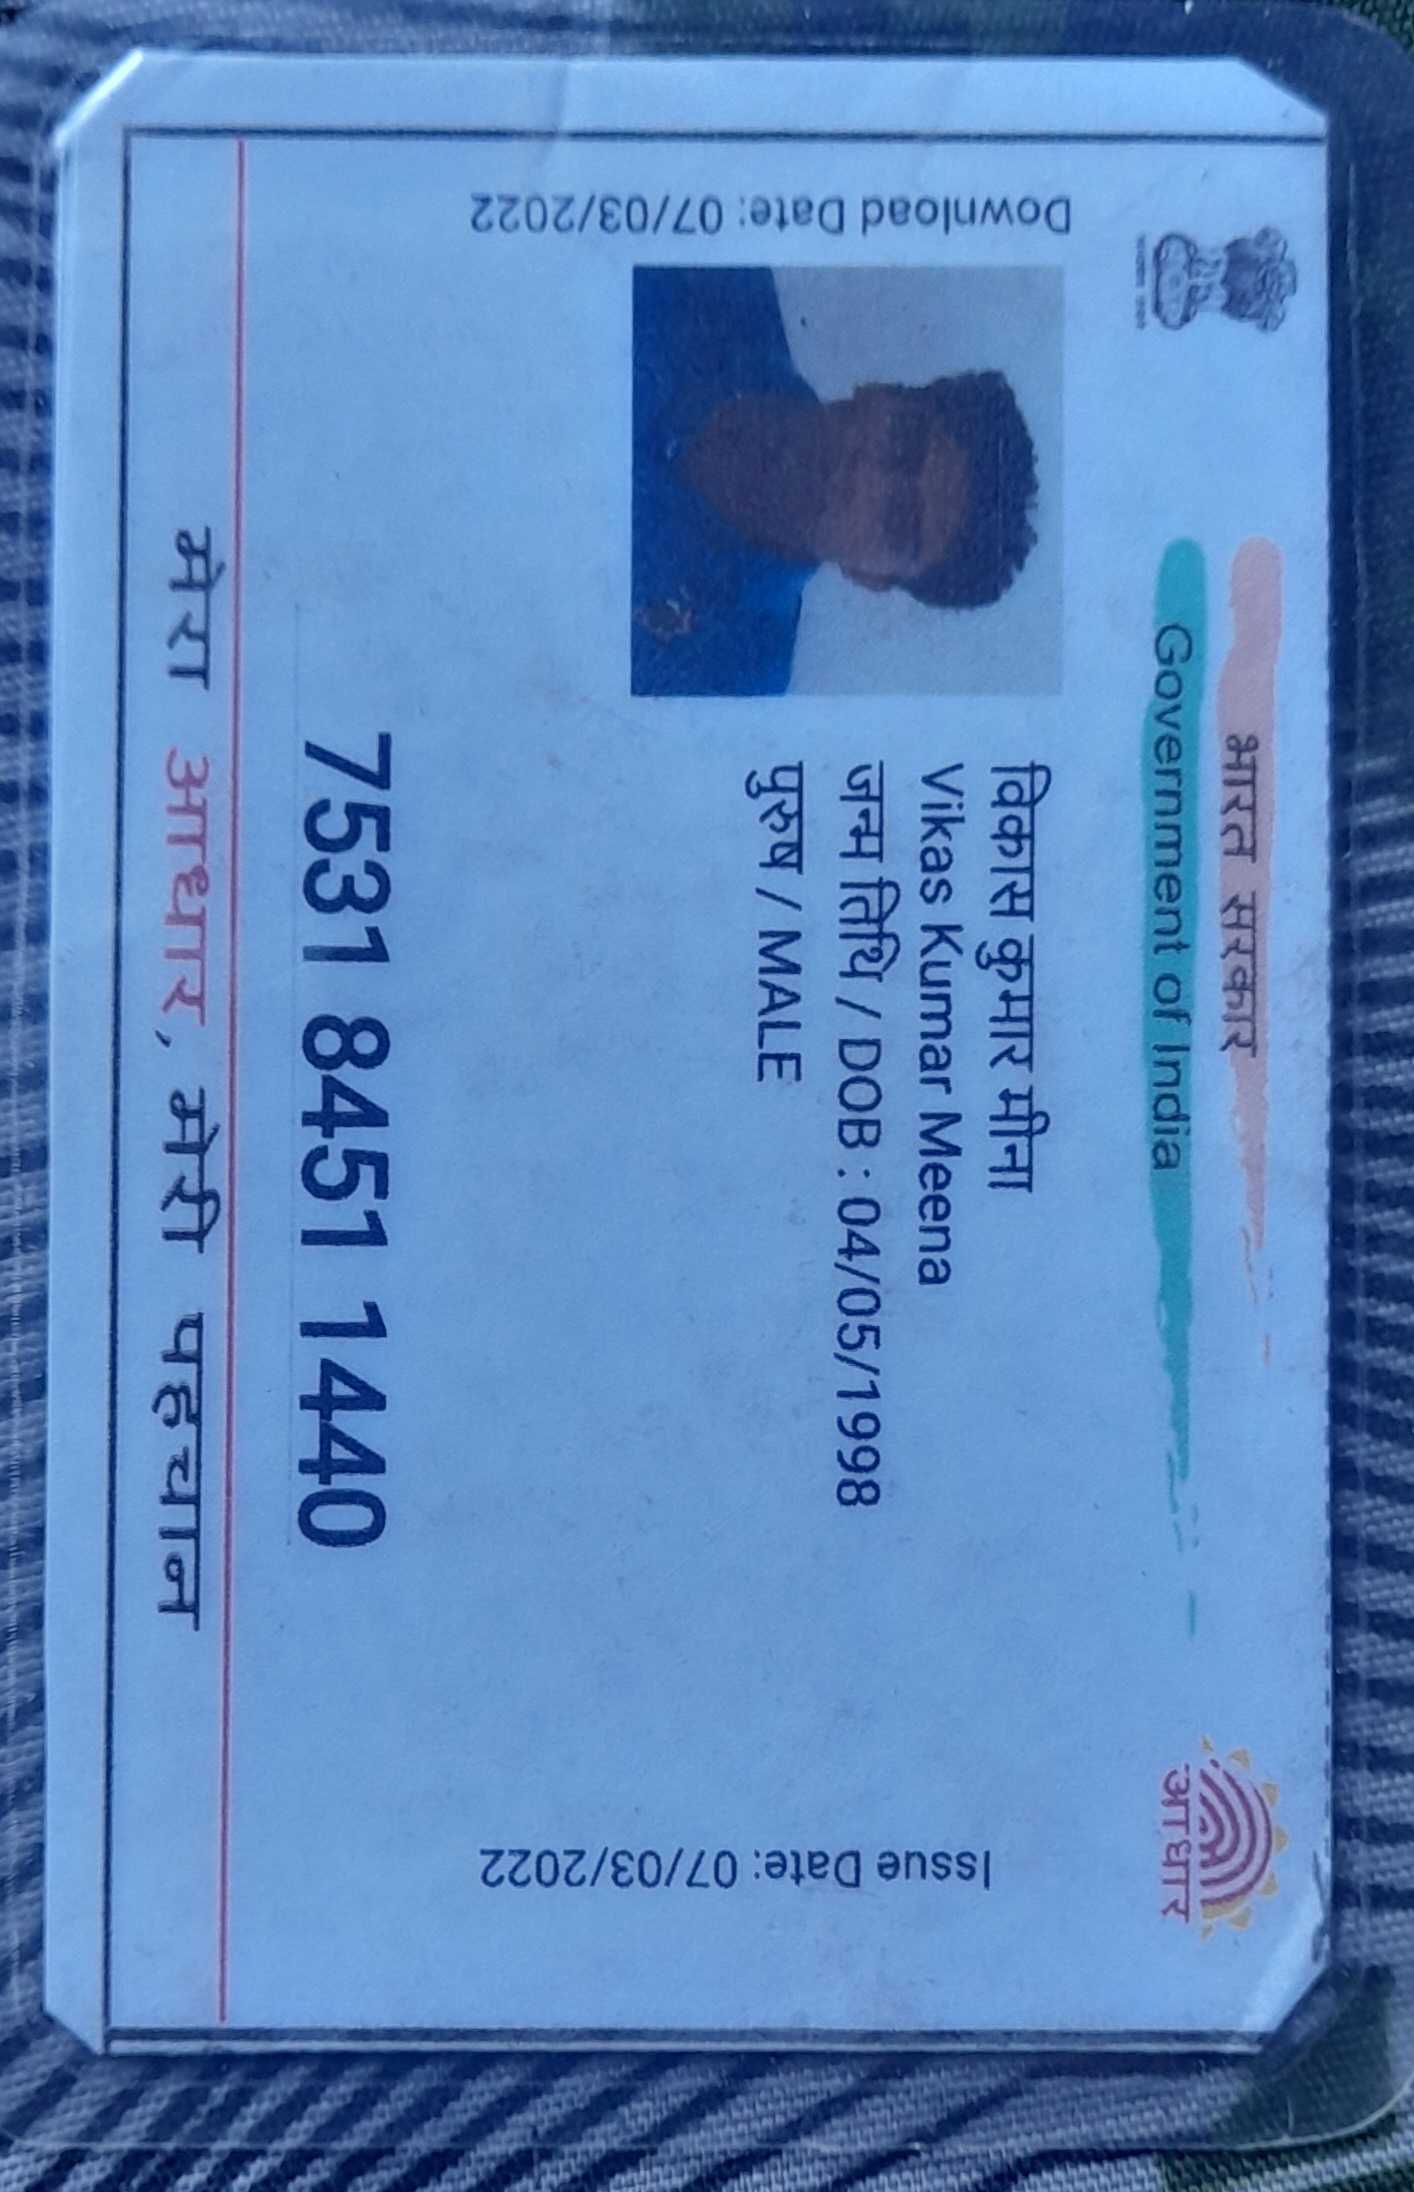 भारत सरकार
Government of India
आधार
Download Date: 07/03/2022
विकास कुमार मीना
Vikas Kumar Meena
जन्म तिथि / DOB : 04/05/1998
पुरुष / MALE
Issue Date: 07/03/2022
7531 8451 1440
मेरा आधार, मेरी पहचान